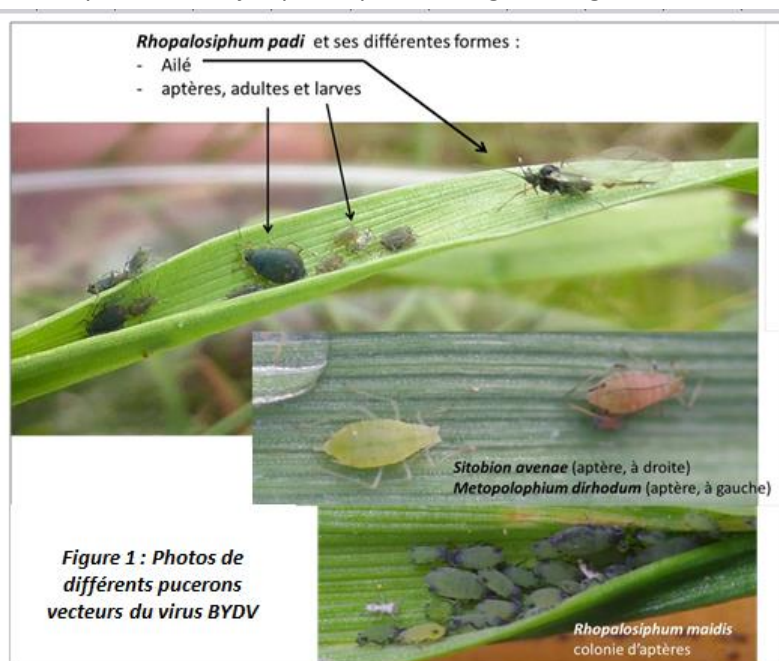 Rhopalosiphum padi et ses différentes formes :
- Ailé
- aptères, adultes et larves
Sitobion avenae (aptère, à droite)
Metopolophium dirhodum (aptère, à gauche)
Figure 1 : Photos de
différents pucerons
vecteurs du virus BYDV
Rhopalosiphum maidis
colonie d'aptères